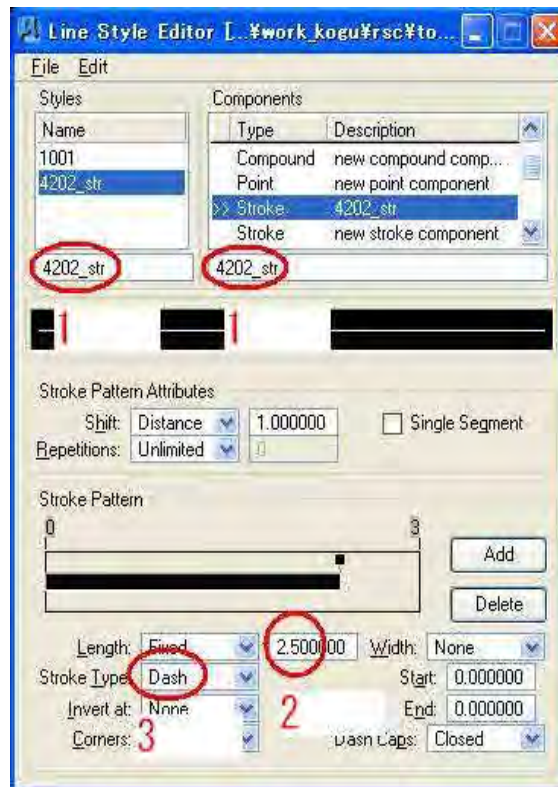 Line Style Editor [..¥work_kogu¥rsc¥to...
File Edit
Styles Components
Name Type Description
1001 Compound new compound comp...
4202_str Point new point component
>> Stroke 4202_str
Stroke new stroke component
4202_str 4202_str
1 1
Stroke Pattern Attributes
Shift: Distance 1.000000 Single Segment
Repetitions: Unlimited 0
Stroke Pattern
0 3
Add
Delete
Length: Fixed 2.500000 Width: None
Stroke Type: Dash Start: 0.000000
Invert at: None 2 End: 0.000000
Corners: 3 Dash Caps: Closed